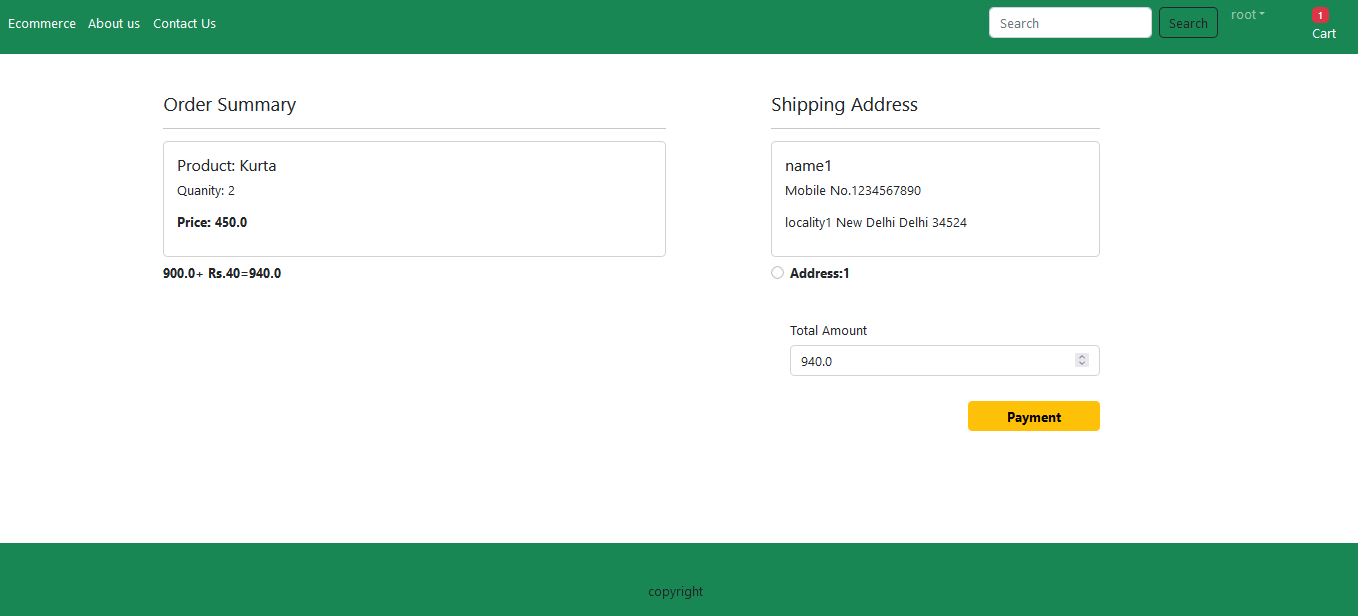 Ecommerce About us Contact Us
Search
Search
root
1
Cart
Order Summary
Product: Kurta
Quanity: 2
Price: 450.0
900.0+ Rs.40=940.0
Shipping Address
name1
Mobile No.1234567890
locality1 New Delhi Delhi 34524
Address:1
Total Amount
940.0
Payment
copyright